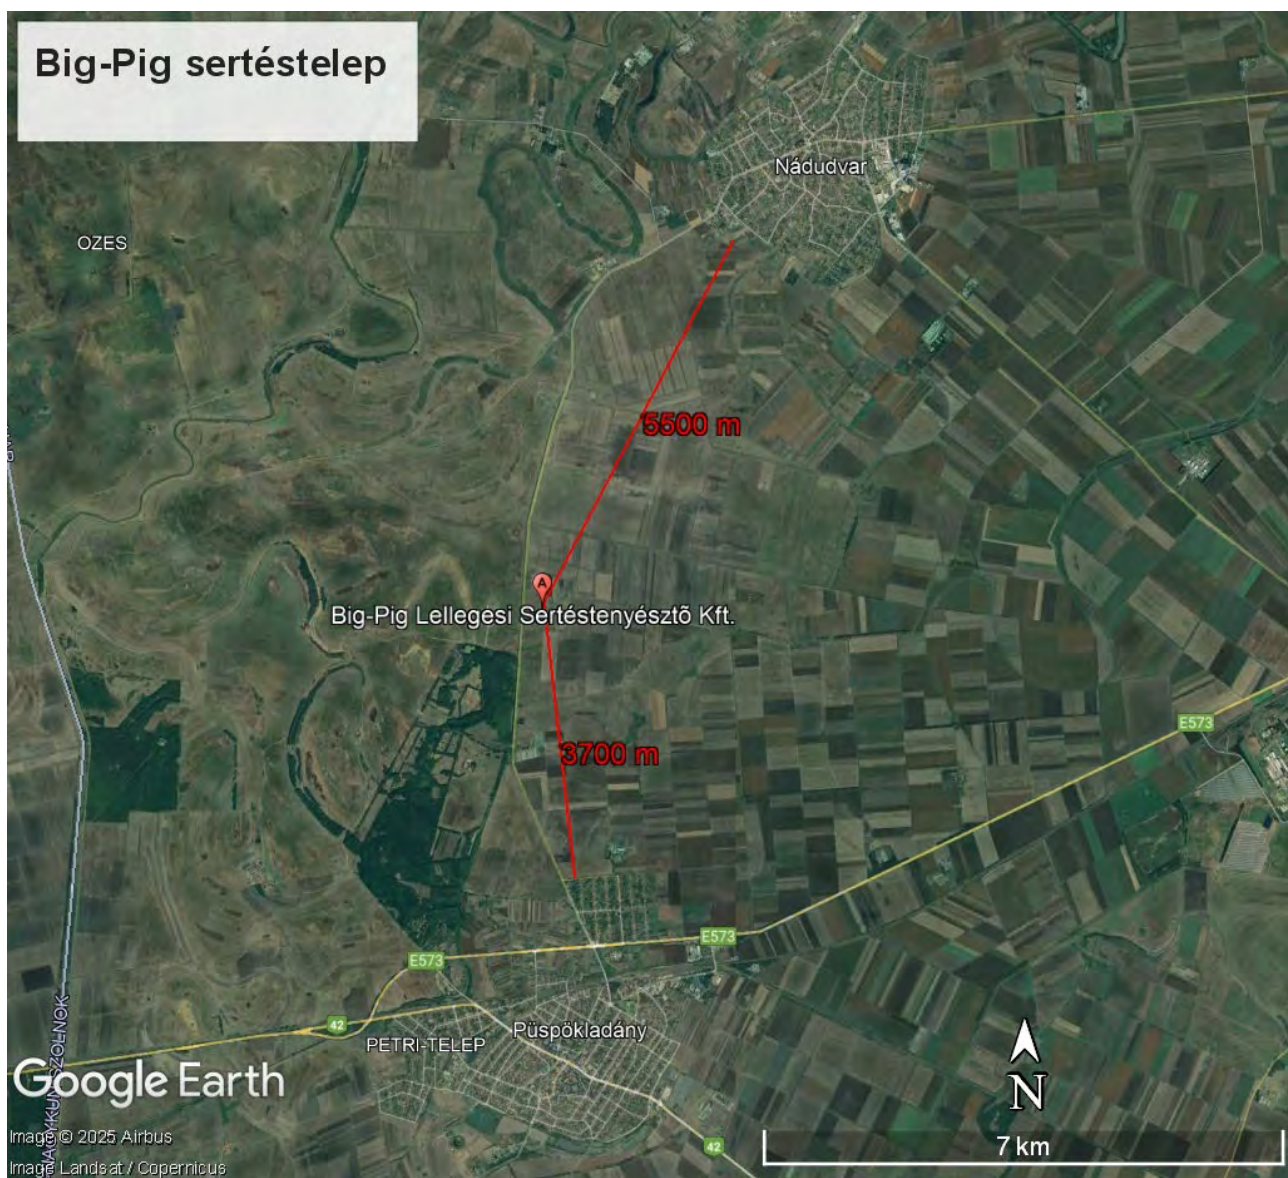 Big-Pig sertéstelep
Nádudvar
OZES
5500 m
Big-Pig Lellegesi Sertéstenyésztõ Kft.
E573
3700 m
E573
E573
42
Püspökladány
PETRI-TELEP
Google Earth
N
Image © 2025 Airbus
42
7 km
Image Landsat / Copernicus